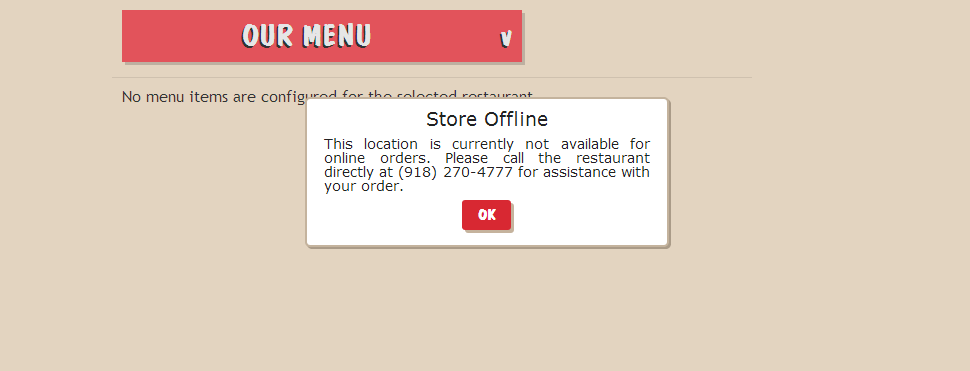 OUR MENU
V
No menu items are configured for the selected restaurant
Store Offline
This location is currently not available for
online orders. Please call the restaurant
directly at (918) 270-4777 for assistance with
your order.
OK